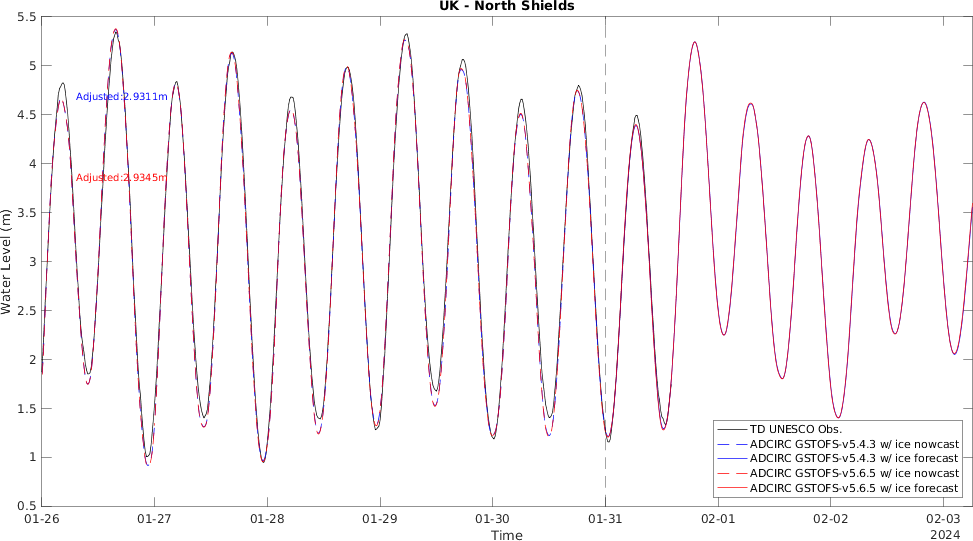 UK - North Shields
5.5
5
4.5
4
3.5
3
2.5
2
1.5
1
0.5
Water Level (m)
Adjusted:2.9311m
Adjusted:2.9345m
TD UNESCO Obs.
ADCIRC GSTOFS-v5.4.3 w/ ice nowcast
ADCIRC GSTOFS-v5.4.3 w/ ice forecast
ADCIRC GSTOFS-v5.6.5 w/ ice nowcast
ADCIRC GSTOFS-v5.6.5 w/ ice forecast
01-26 01-27 01-28 01-29 01-30 01-31 02-01 02-02 02-03
Time
2024